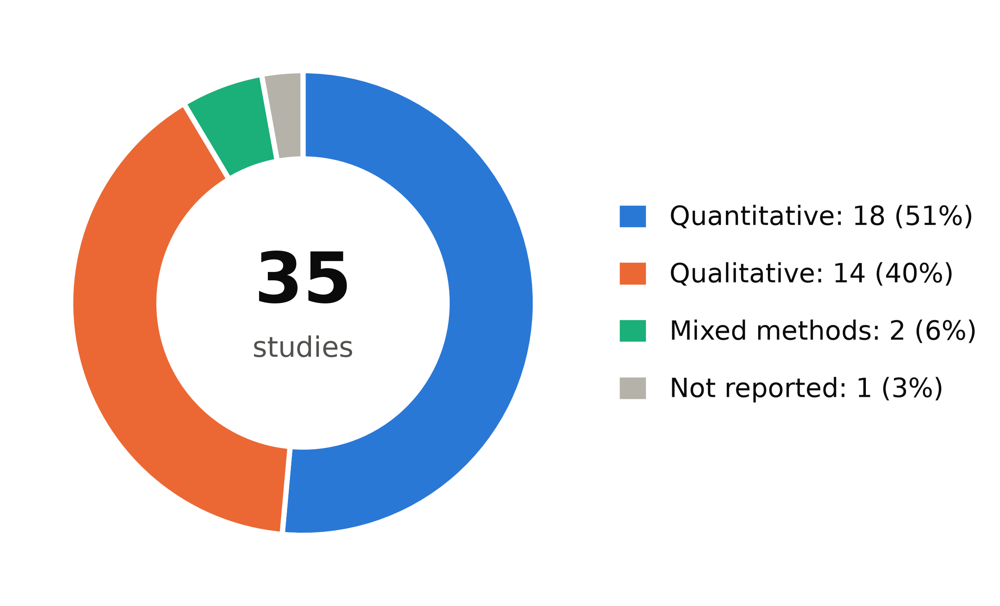 35
studies
Quantitative: 18 (51%)
Qualitative: 14 (40%)
Mixed methods: 2 (6%)
Not reported: 1 (3%)